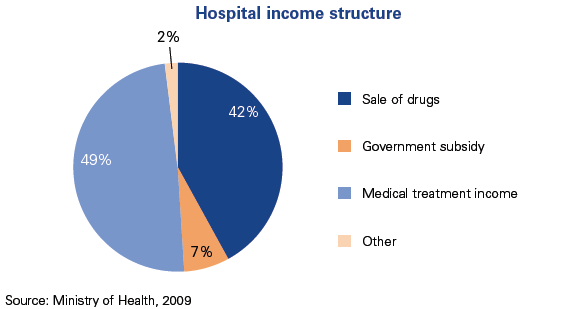 Hospital income structure
2%
42%
49%
7%
Sale of drugs
Government subsidy
Medical treatment income
Other
Source: Ministry of Health, 2009